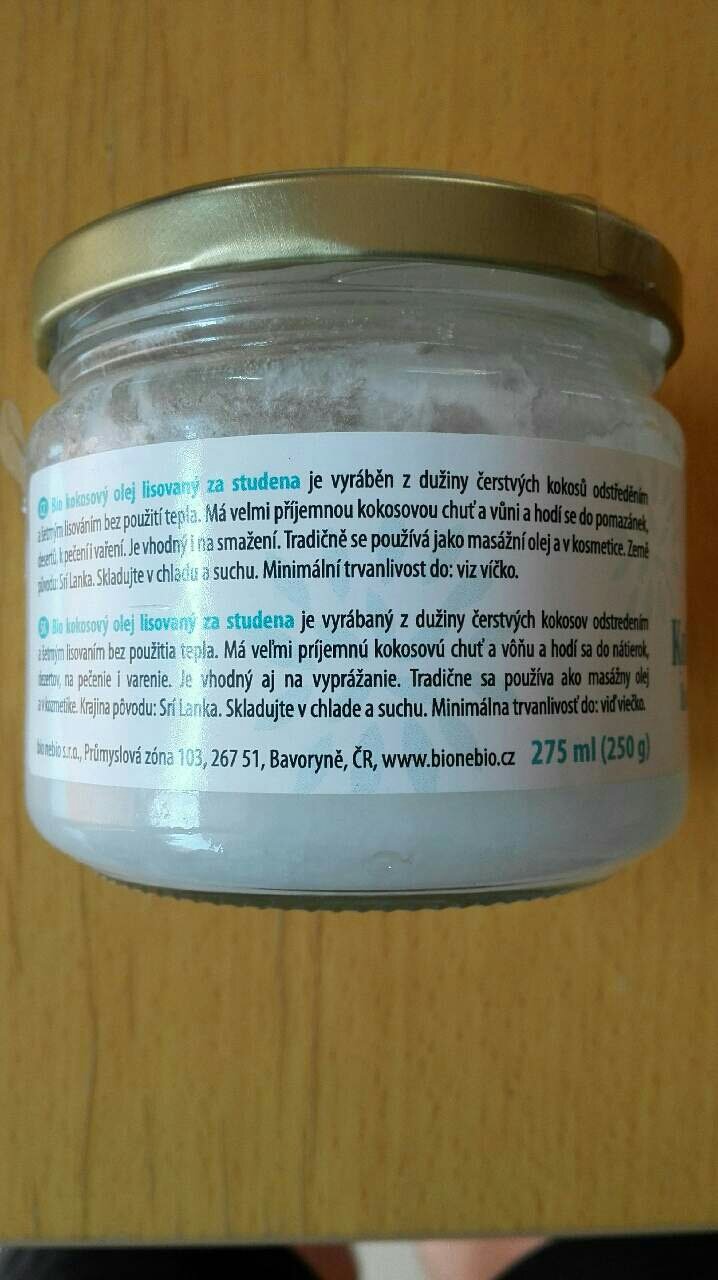 CZ Bio kokosový olej lisovaný za studena je vyráběn z dužiny čerstvých kokosů odstředěním
a šetrným lisováním bez použití tepla. Má velmi příjemnou kokosovou chuť a vůni a hodí se do pomazánek,
desertů, k pečení i vaření. Je vhodný i na smažení. Tradičně se používá jako masážní olej a v kosmetice. Země
původu: Srí Lanka. Skladujte v chladu a suchu. Minimální trvanlivost do: viz víčko.
Bio kokosový olej lisovaný za studena je vyrábaný z dužiny čerstvých kokosov odstredením
a šetrným lisovaním bez použitia tepla. Má veľmi príjemnú kokosovú chuť a vôňu a hodí sa do nátierok,
dezertov, na pečenie i varenie. Je vhodný aj na vyprážanie. Tradične sa používa ako masážny olej
a v kozmetike. Krajina pôvodu: Srí Lanka. Skladujte v chlade a suchu. Minimálna trvanlivosť do: viď viečko.
bio nebio s.r.o., Průmyslová zóna 103, 267 51, Bavoryně, ČR, www.bionebio.cz 275 ml (250 g)